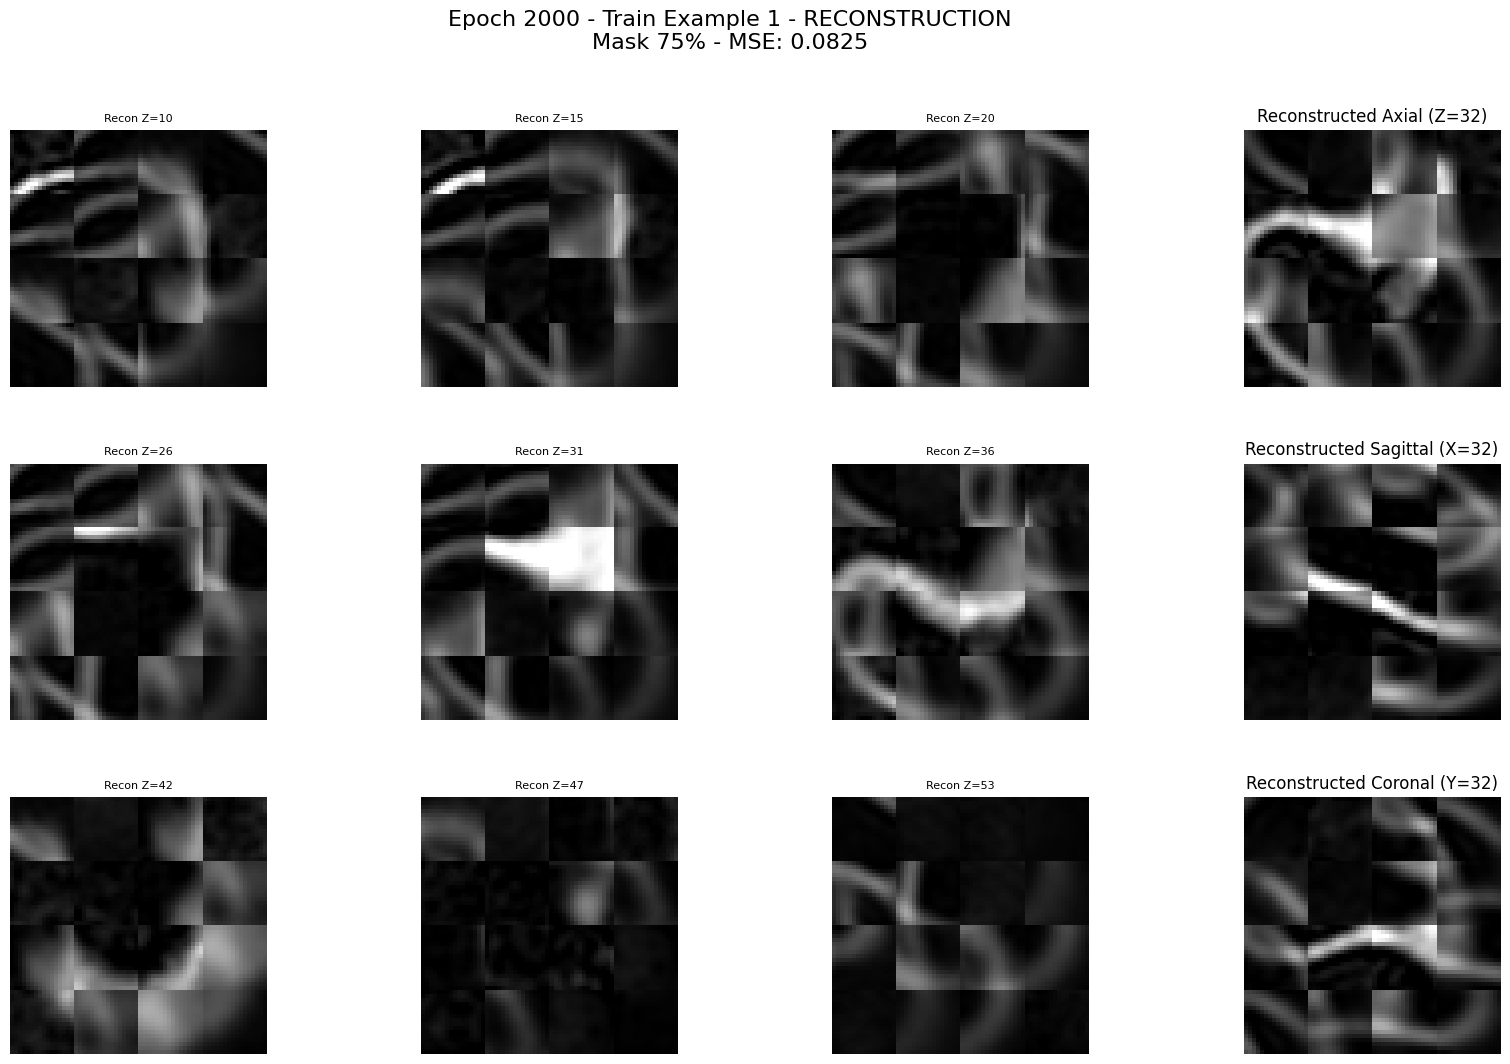 Epoch 2000 - Train Example 1 - RECONSTRUCTION
Mask 75% - MSE: 0.0825
Recon Z=10
Recon Z=15
Recon Z=20
Reconstructed Axial (Z=32)
Recon Z=26
Recon Z=31
Recon Z=36
Reconstructed Sagittal (X=32)
Recon Z=42
Recon Z=47
Recon Z=53
Reconstructed Coronal (Y=32)